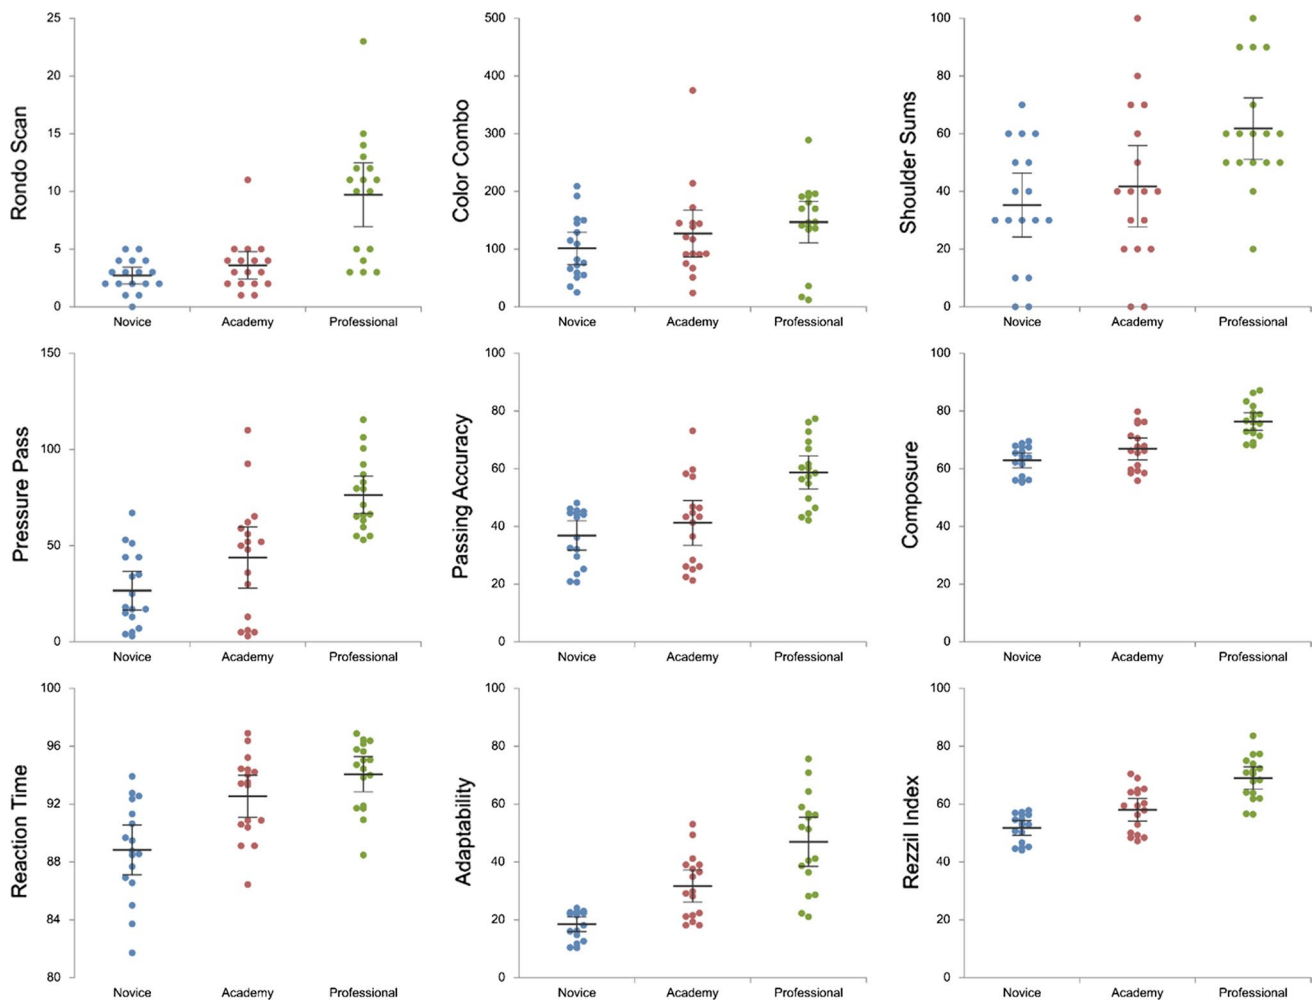 Rondo Scan
25
20
15
10
5
0
Novice Academy Professional
Color Combo
500
400
300
200
100
0
Novice Academy Professional
Shoulder Sums
100
80
60
40
20
0
Novice Academy Professional
Pressure Pass
150
100
50
0
Novice Academy Professional
Passing Accuracy
100
80
60
40
20
0
Novice Academy Professional
Composure
100
80
60
40
20
0
Novice Academy Professional
Reaction Time
100
96
92
88
84
80
Novice Academy Professional
Adaptability
100
80
60
40
20
0
Novice Academy Professional
Rezzil Index
100
80
60
40
20
0
Novice Academy Professional